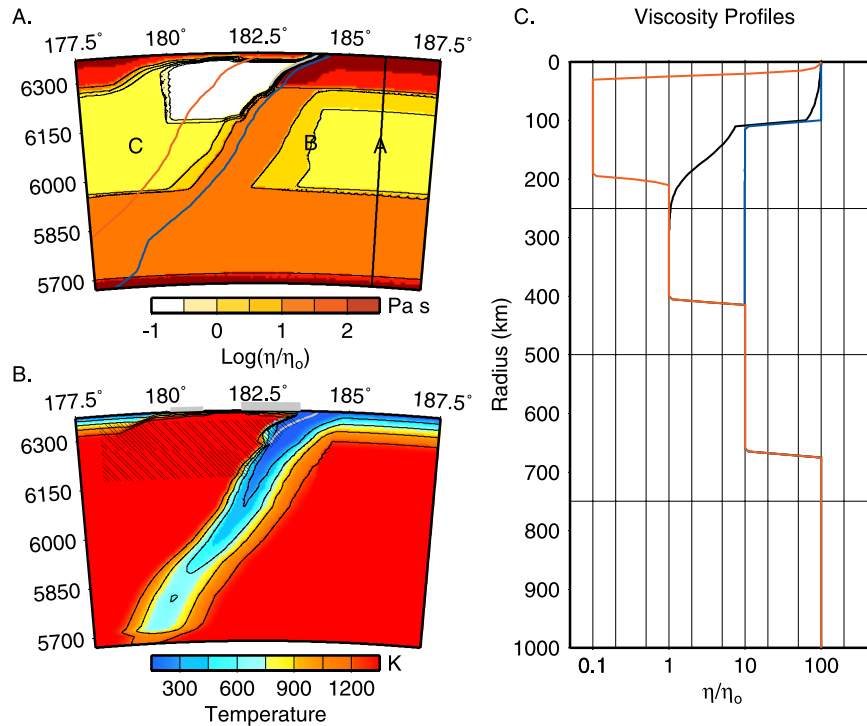 A.
177.5° 180° 182.5° 185° 187.5°
6300
6150
6000
5850
5700
C
B
A
-1 0 1 2 Pa s
Log(η/ηo)
B.
177.5° 180° 182.5° 185° 187.5°
6300
6150
6000
5850
5700
300 600 900 1200 K
Temperature
C. Viscosity Profiles
0
100
200
300
400
500
600
700
800
900
1000
Radius (km)
0.1 1 10 100
η/ηo